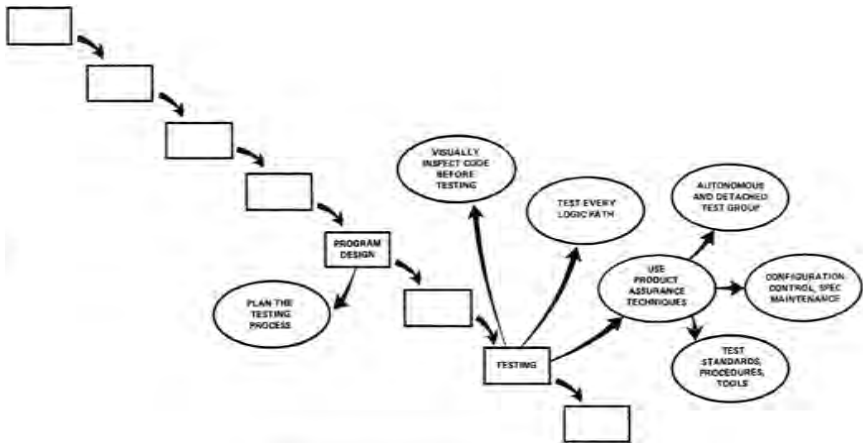 VISUALLY
INSPECT CODE
BEFORE
TESTING
TEST EVERY
LOGIC PATH
AUTONOMOUS
AND DETACHED
TEST GROUP
PROGRAM
DESIGN
USE
PRODUCT
ASSURANCE
TECHNIQUES
CONFIGURATION
CONTROL, SPEC
MAINTENANCE
PLAN THE
TESTING
PROCESS
TESTING
TEST
STANDARDS,
PROCEDURES,
TOOLS